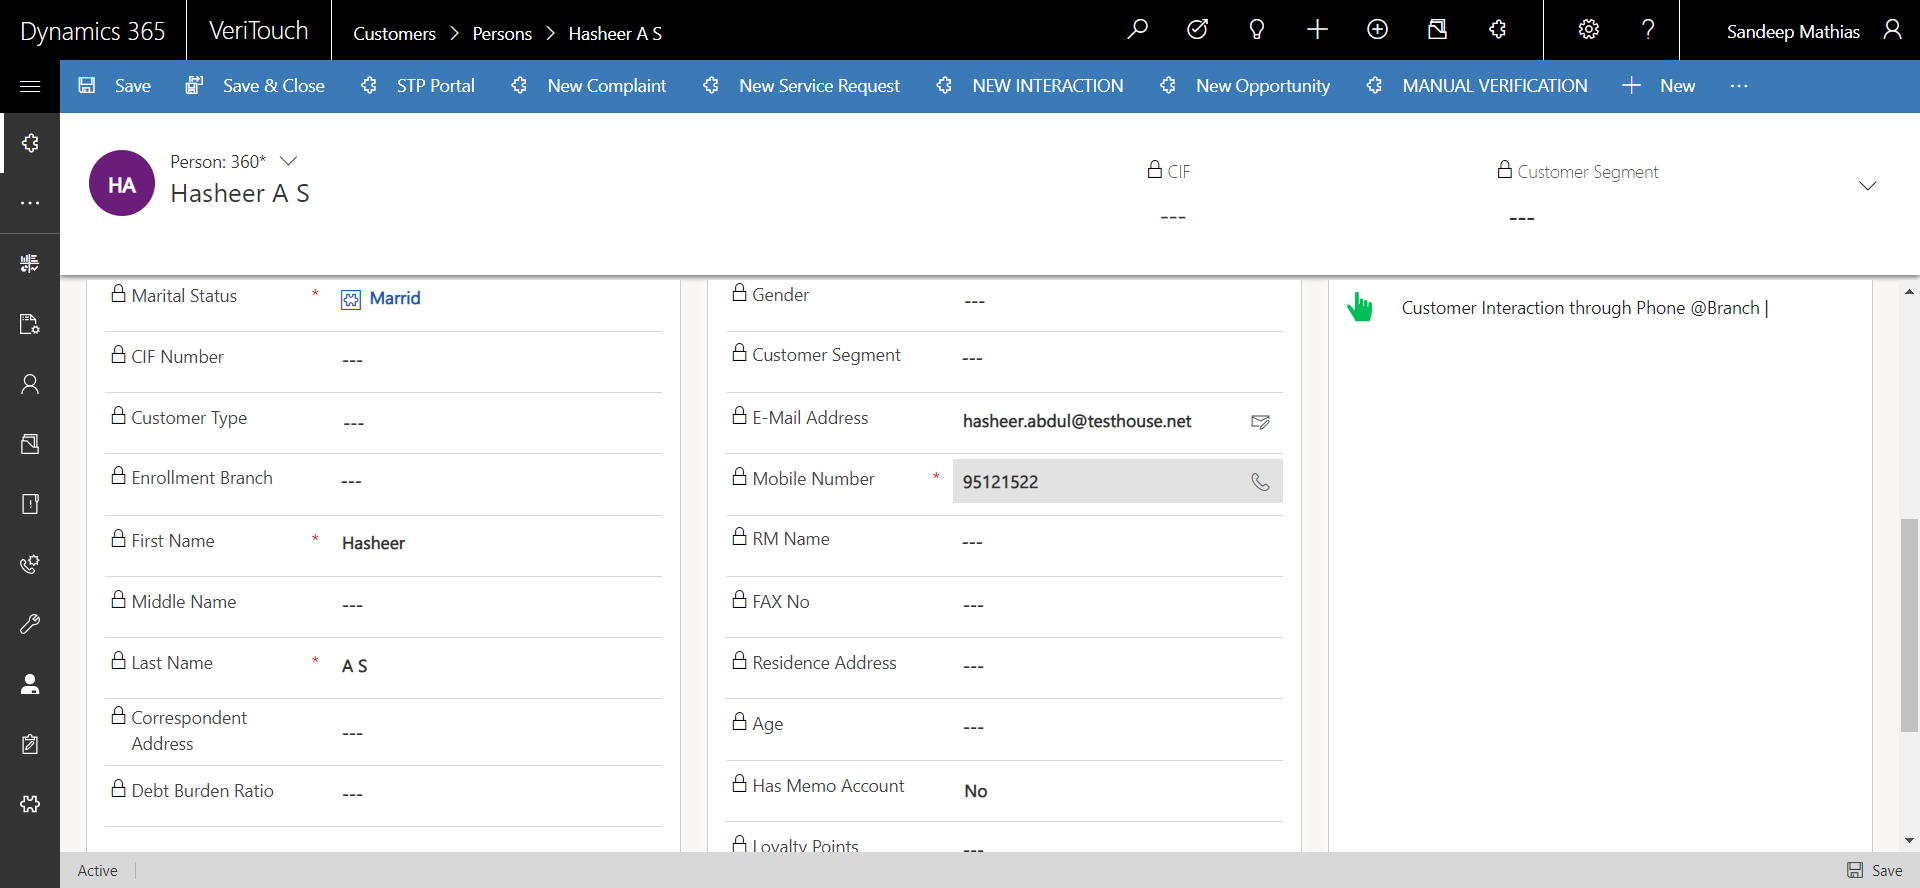 Dynamics 365 VeriTouch Customers > Persons > Hasheer A S Sandeep Mathias
Save Save & Close STP Portal New Complaint New Service Request NEW INTERACTION New Opportunity MANUAL VERIFICATION New ...
HA
Person: 360*
Hasheer A S
CIF
---
Customer Segment
---
Marital Status * Marrid
CIF Number ---
Customer Type ---
Enrollment Branch ---
First Name * Hasheer
Middle Name ---
Last Name * A S
Correspondent
Address ---
Debt Burden Ratio ---
Gender ---
Customer Segment ---
E-Mail Address hasheer.abdul@testhouse.net
Mobile Number * 95121522
RM Name ---
FAX No ---
Residence Address ---
Age ---
Has Memo Account No
Loyalty Points ---
Customer Interaction through Phone @Branch |
Active Save